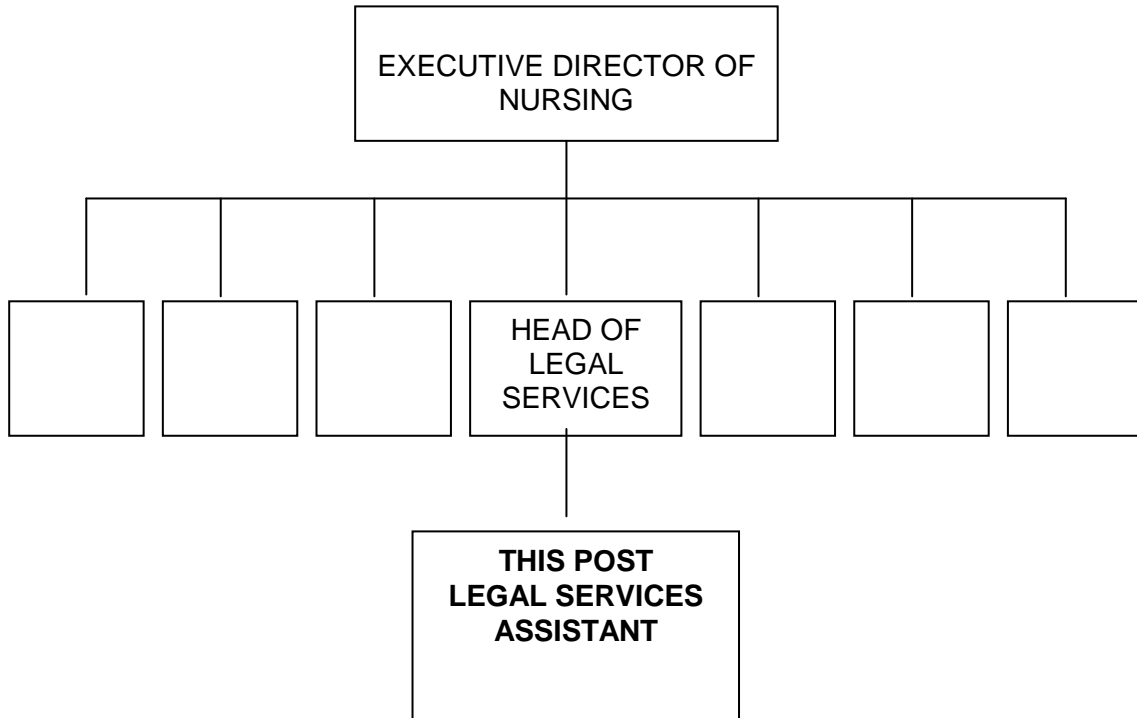 EXECUTIVE DIRECTOR OF
NURSING
HEAD OF
LEGAL
SERVICES
THIS POST
LEGAL SERVICES
ASSISTANT